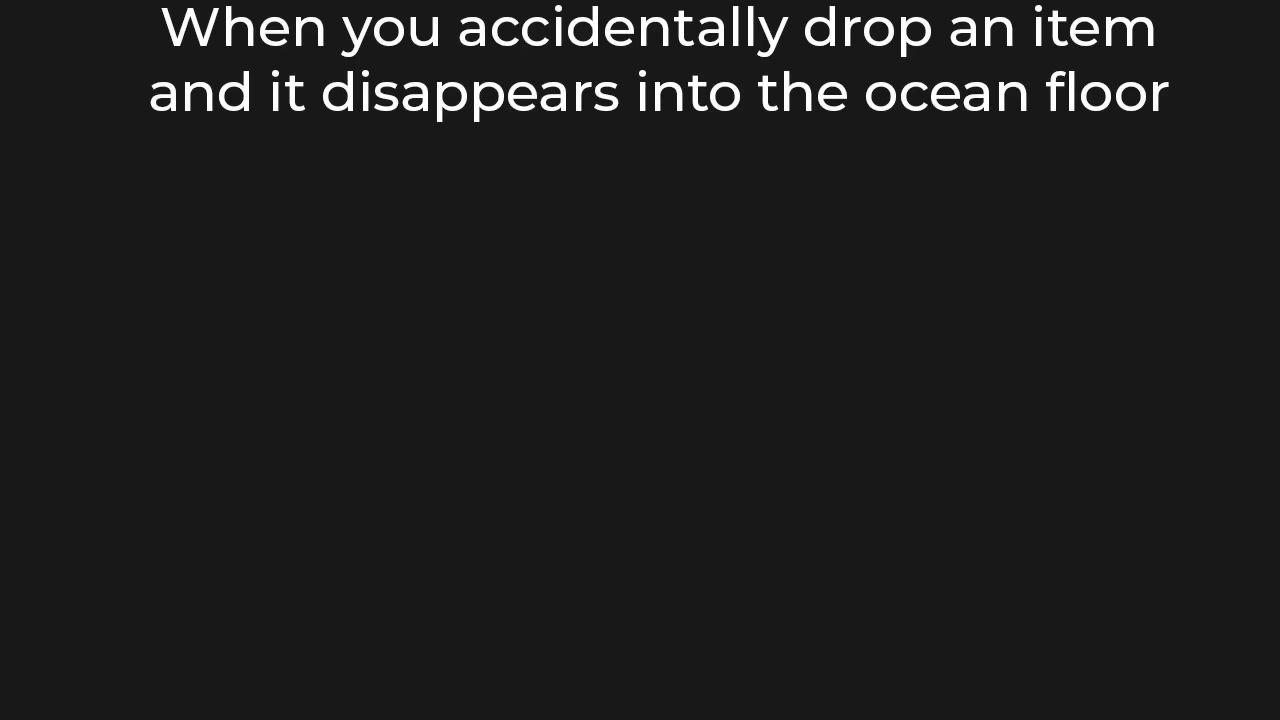 When you accidentally drop an item
and it disappears into the ocean floor